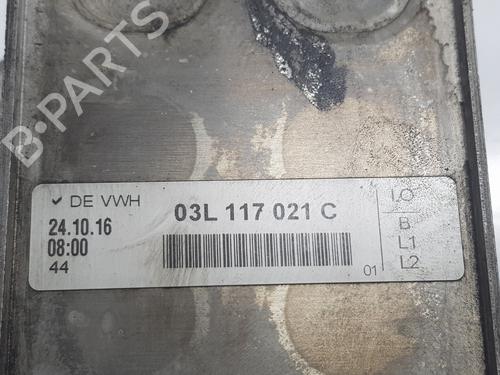 B-PARTS
✓ DE VWH
24.10.16
08:00
44
03L 117 021 C
01
LO
B
L1
L2